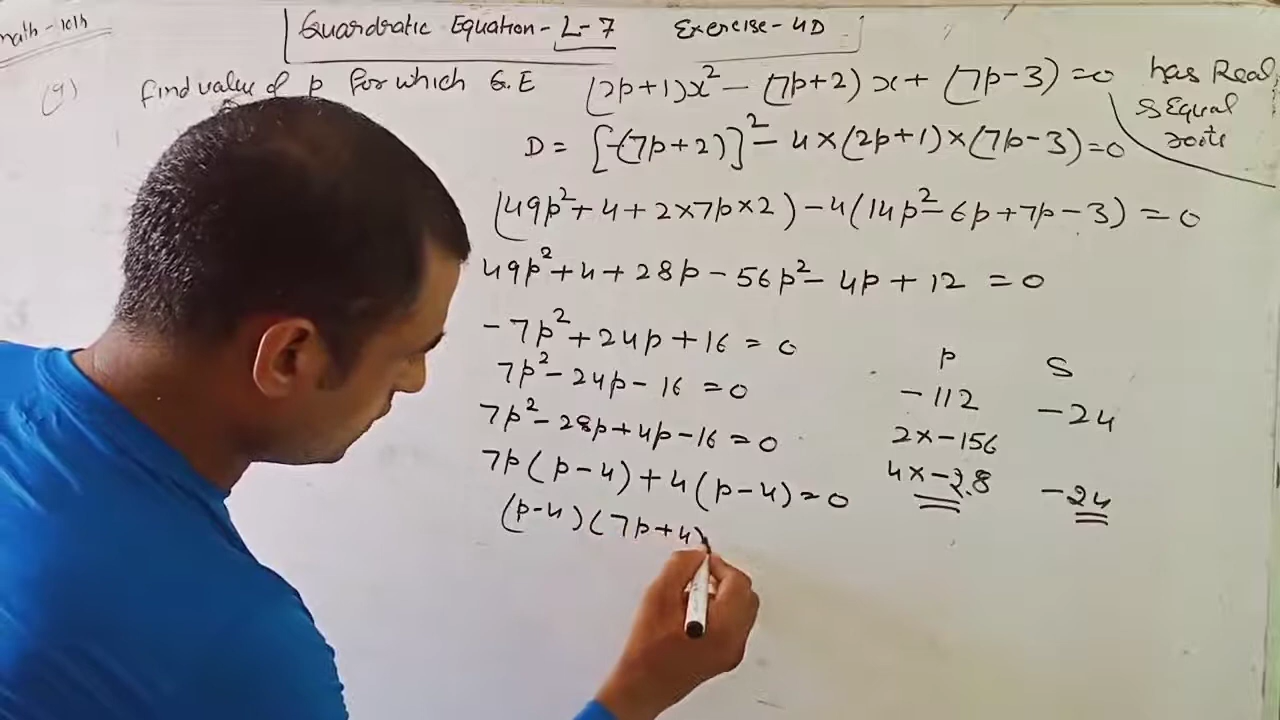 math - 10th
Quardratic Equation - L-7 Exercise - 4D
(9) find value of p for which Q.E (2p+1)x² - (7p+2)x + (7p-3) = 0 has Real
& Equal
roots
D = [-(7p+2)]² - 4×(2p+1)×(7p-3) = 0
(49p² + 4 + 2×7p×2) - 4(14p² - 6p + 7p - 3) = 0
49p² + 4 + 28p - 56p² - 4p + 12 = 0
-7p² + 24p + 16 = 0
7p² - 24p - 16 = 0
7p² - 28p + 4p - 16 = 0
7p(p-4) + 4(p-4) = 0
(p-4)(7p+4)
P S
-112 -24
2×-156
4×-28 -24